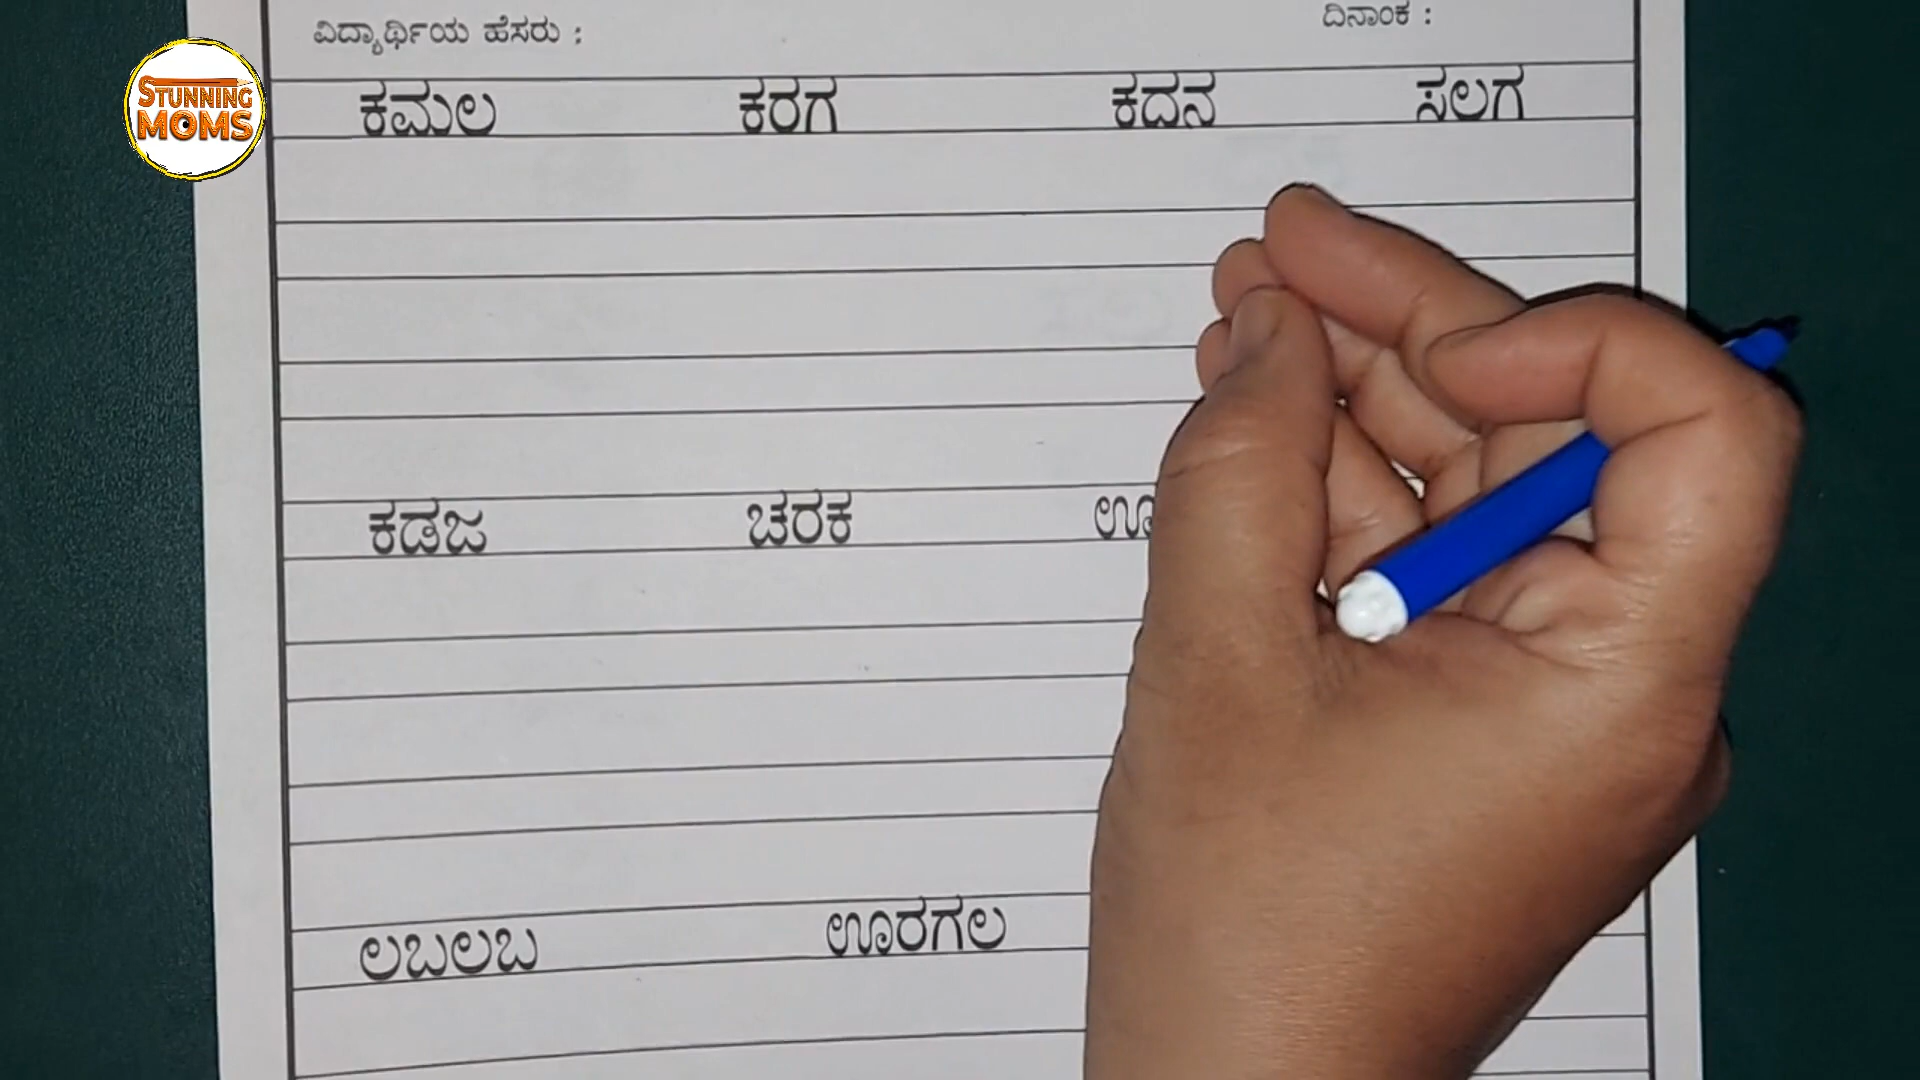 ವಿದ್ಯಾರ್ಥಿಯ ಹೆಸರು : ದಿನಾಂಕ :
STUNNING
MOMS
ಕಮಲ ಕರಗ ಕದನ ಸಲಗ
ಕಡಜ ಚರಕ
ಲಬಲಬ ಊರಗಲ